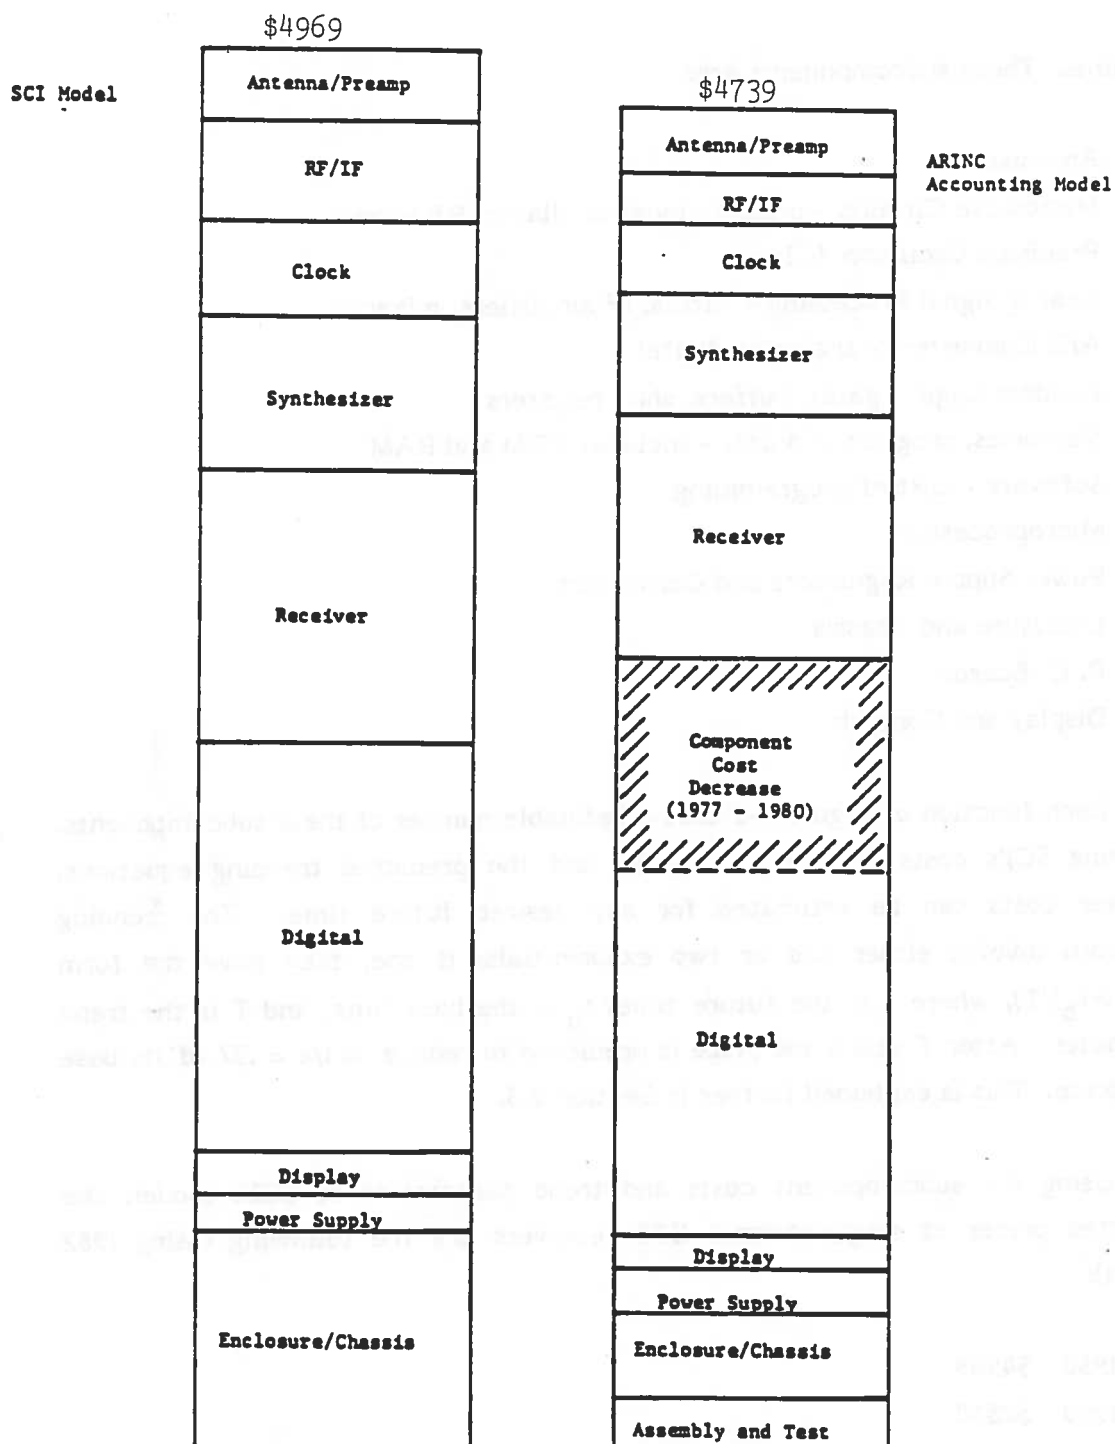 $4969
SCI Model
Antenna/Preamp
RF/IF
Clock
Synthesizer
Receiver
Digital
Display
Power Supply
Enclosure/Chassis
$4739
ARINC
Accounting Model
Antenna/Preamp
RF/IF
Clock
Synthesizer
Receiver
Component
Cost
Decrease
(1977 - 1980)
Digital
Display
Power Supply
Enclosure/Chassis
Assembly and Test